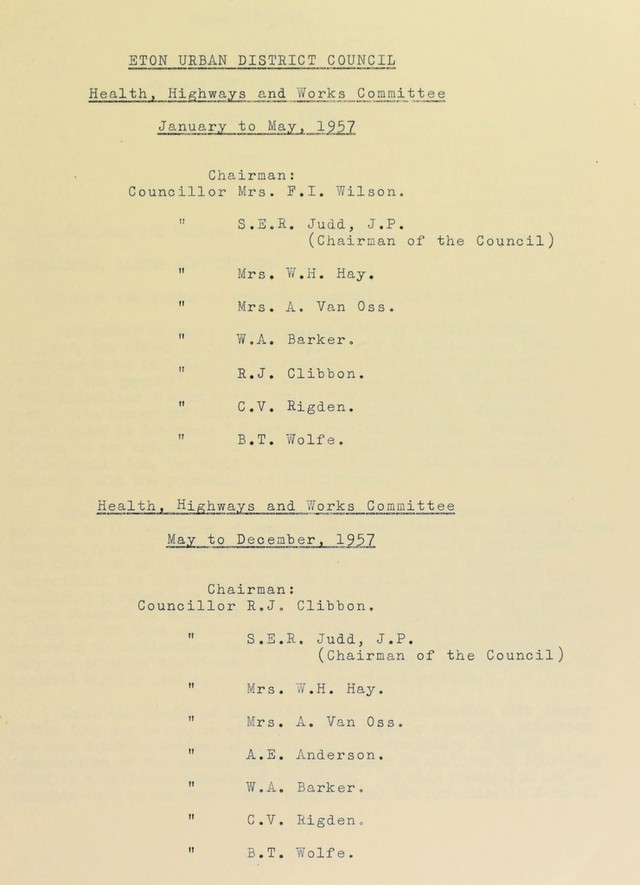 ETON URBAN DISTRICT COUNCIL
Health, Highways and Works Committee
January to May, 1957
Chairman:
Councillor Mrs. F.I. Wilson.
" S.E.R. Judd, J.P.
(Chairman of the Council)
" Mrs. W.H. Hay.
" Mrs. A. Van Oss.
" W.A. Barker.
" R.J. Clibbon.
" C.V. Rigden.
" B.T. Wolfe.
Health, Highways and Works Committee
May to December, 1957
Chairman:
Councillor R.J. Clibbon.
" S.E.R. Judd, J.P.
(Chairman of the Council)
" Mrs. W.H. Hay.
" Mrs. A. Van Oss.
" A.E. Anderson.
" W.A. Barker.
" C.V. Rigden.
" B.T. Wolfe.